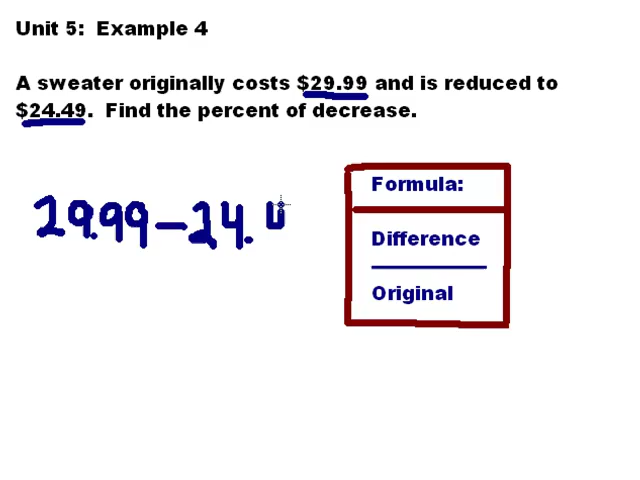 Unit 5:  Example 4
A sweater originally costs $29.99 and is reduced to
$24.49.  Find the percent of decrease.
29.99 - 24.
Formula:
Difference
Original